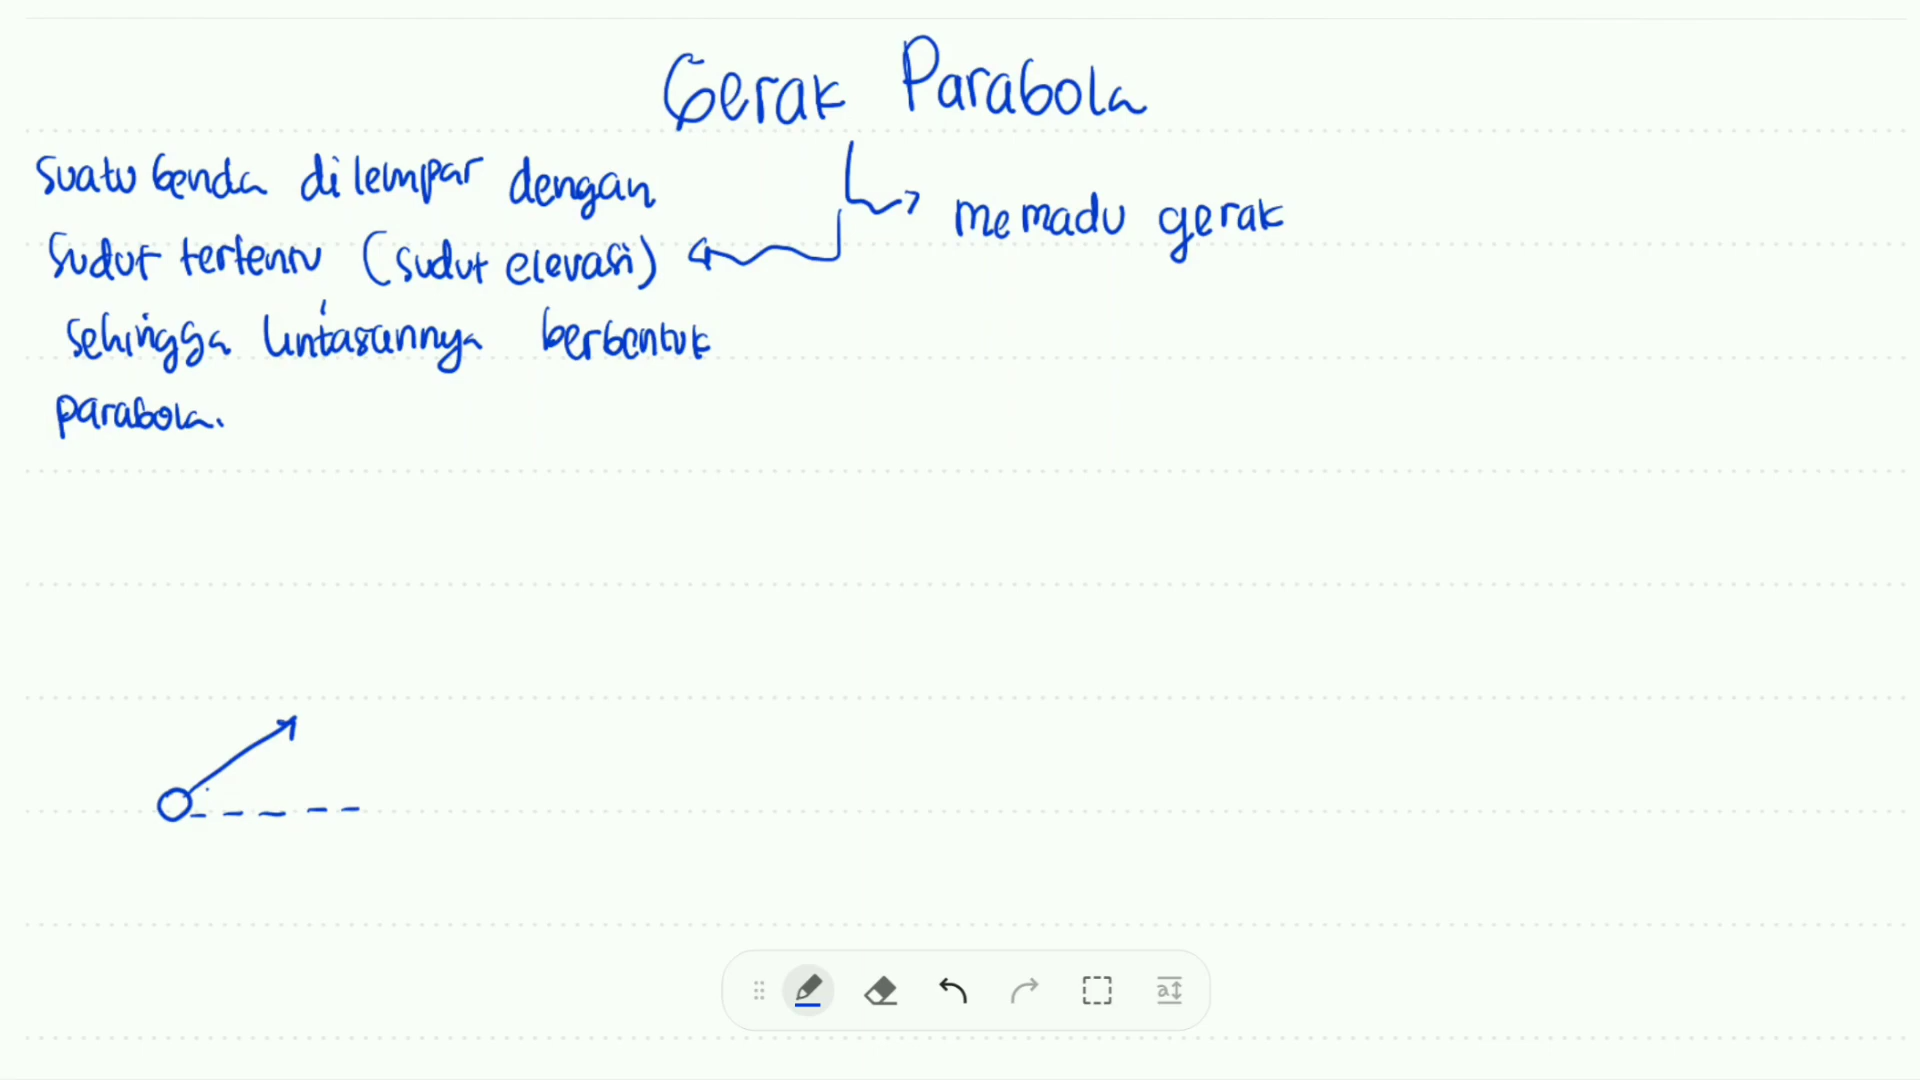 Gerak Parabola
suatu benda dilempar dengan
sudut tertentu (sudut elevasi)
sehingga lintasannya berbentuk
parabola.
memadu gerak